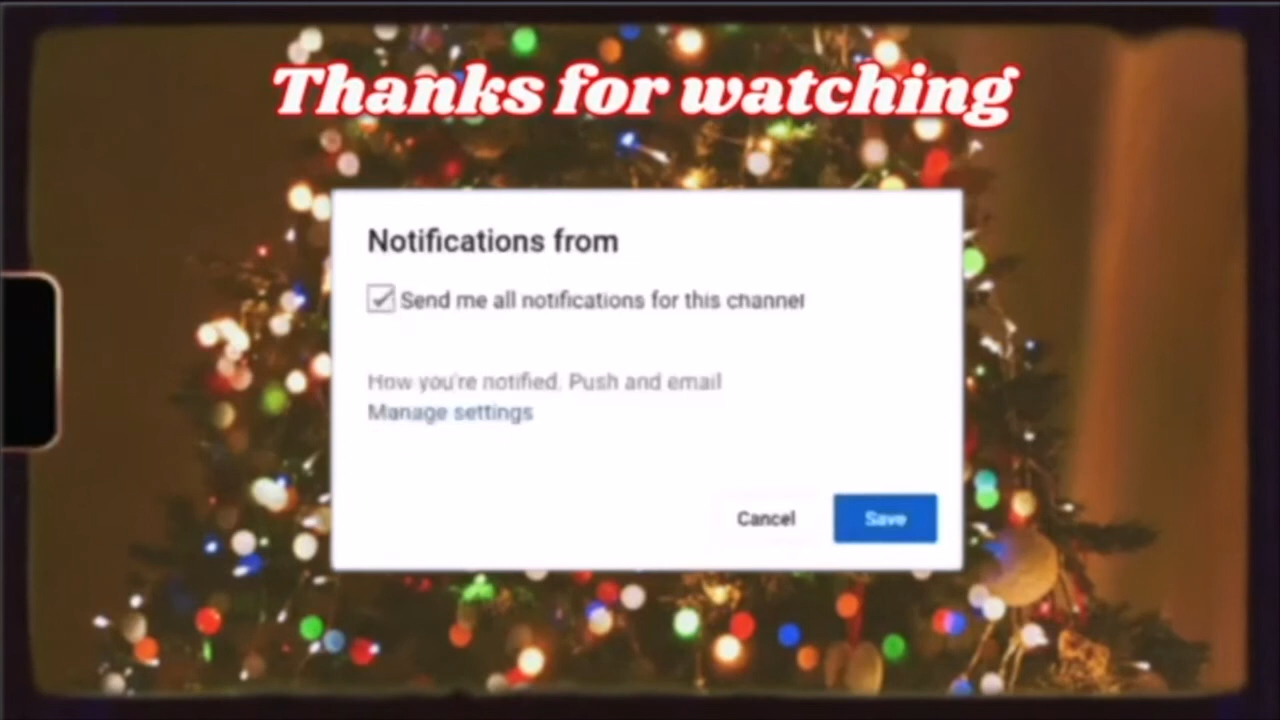 Thanks for watching
Notifications from
Send me all notifications for this channel
How you're notified. Push and email
Manage settings
Cancel
Save